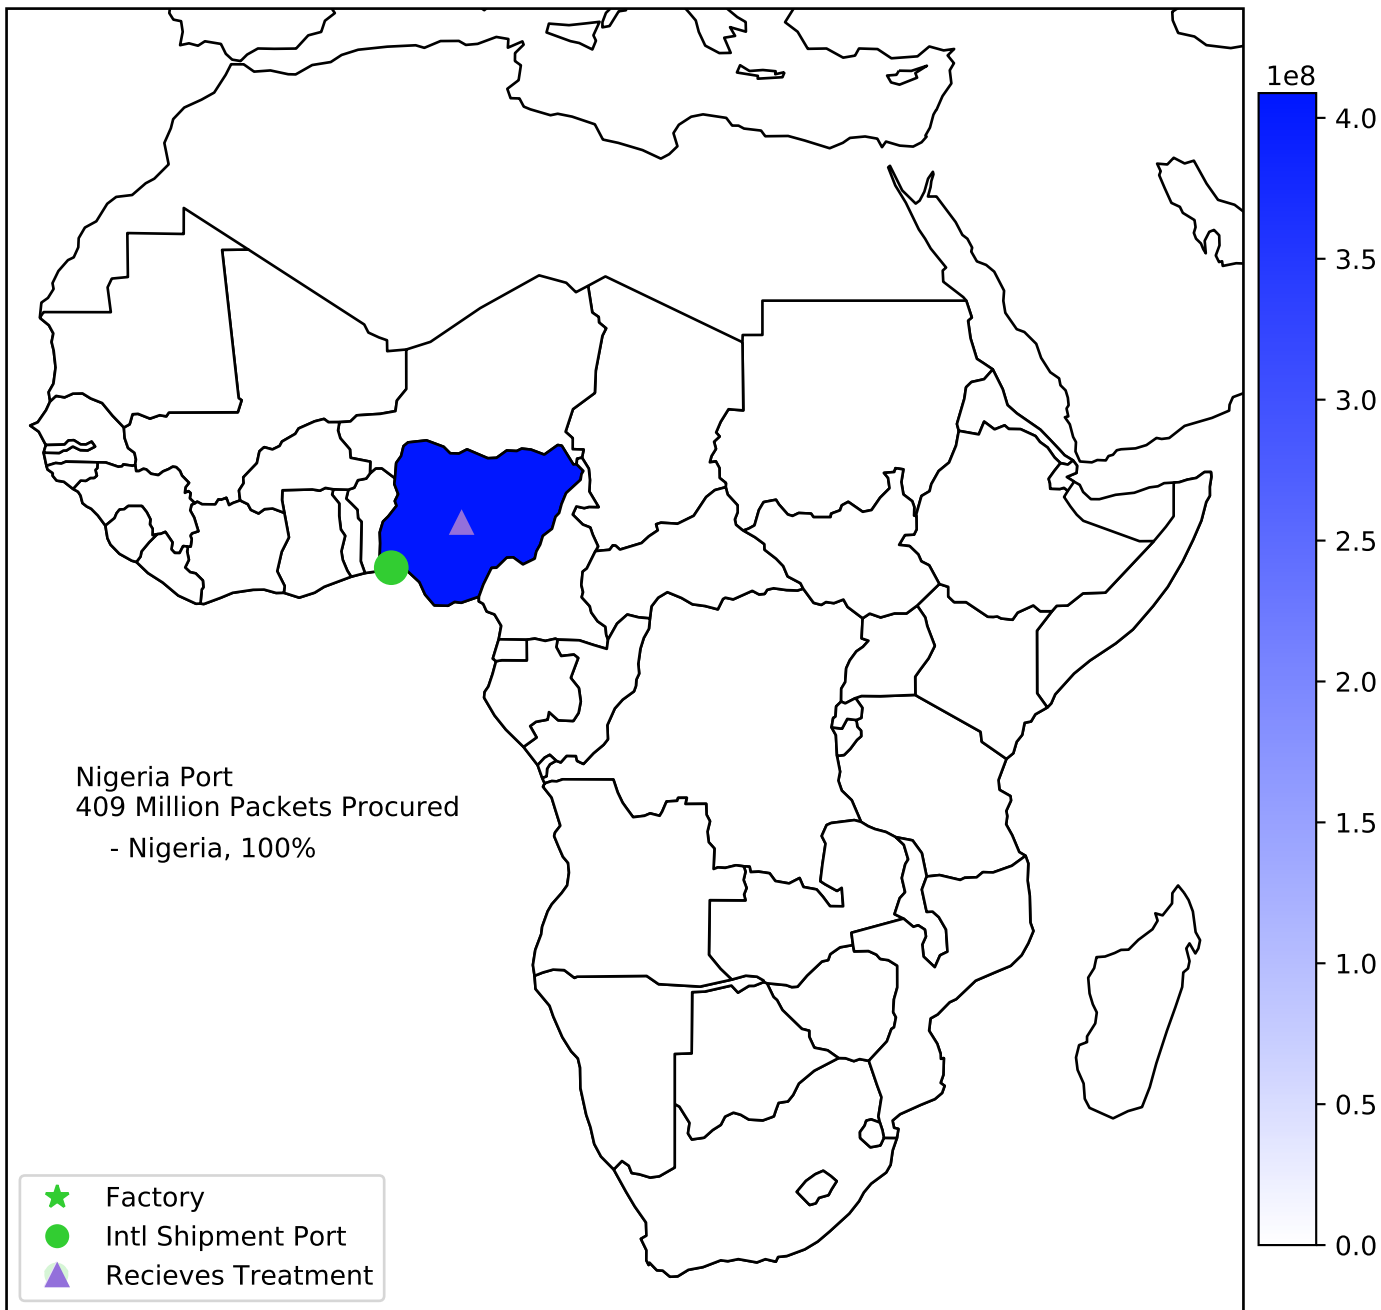 1e8
4.0
3.5
3.0
2.5
2.0
1.5
1.0
0.5
0.0
Nigeria Port
409 Million Packets Procured
- Nigeria, 100%
Factory
Intl Shipment Port
Recieves Treatment